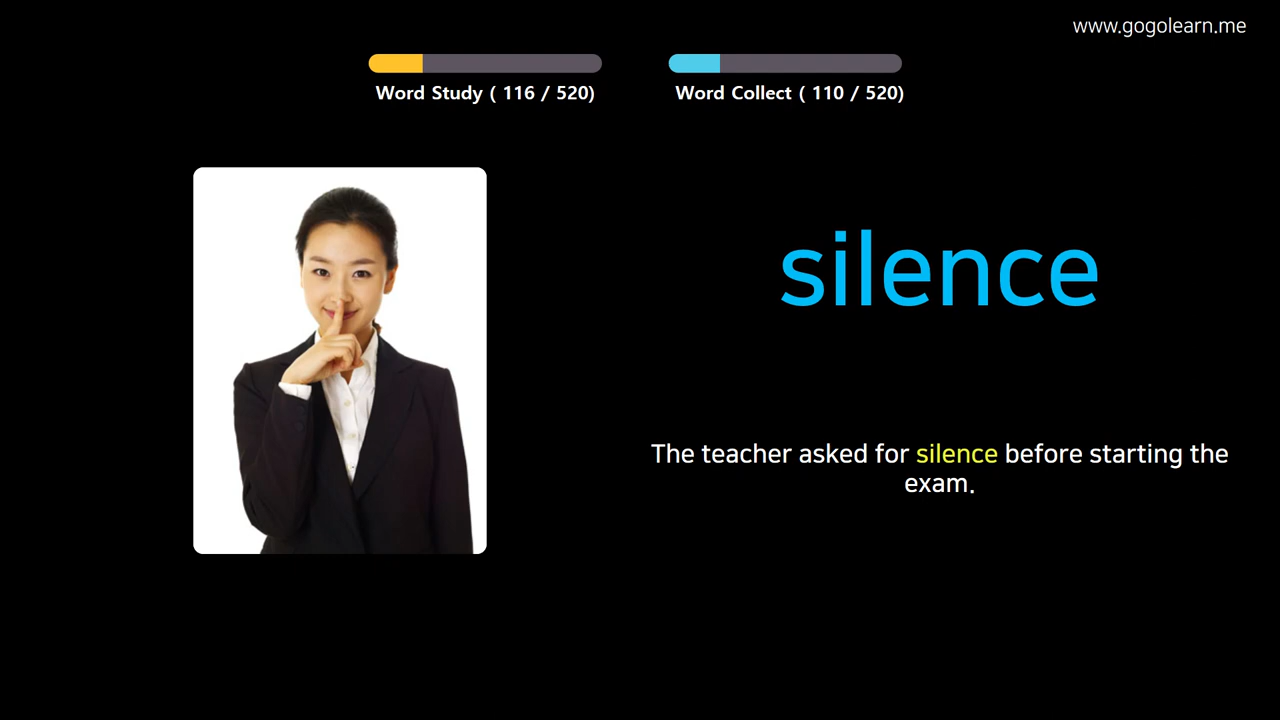 www.gogolearn.me
Word Study ( 116 / 520)
Word Collect ( 110 / 520)
silence
The teacher asked for silence before starting the
exam.